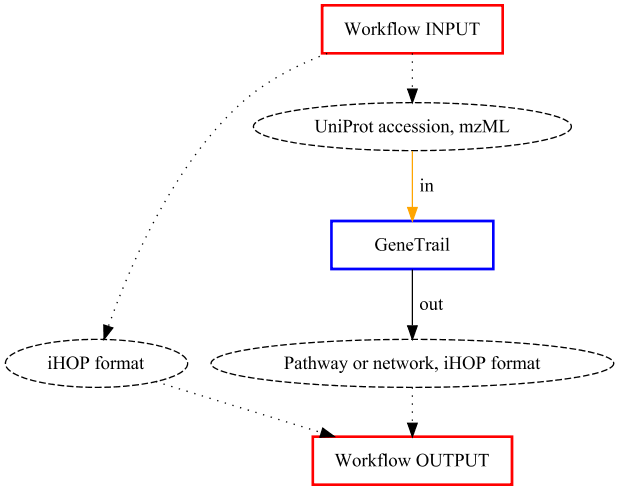 Workflow INPUT
UniProt accession, mzML
in
GeneTrail
out
iHOP format
Pathway or network, iHOP format
Workflow OUTPUT